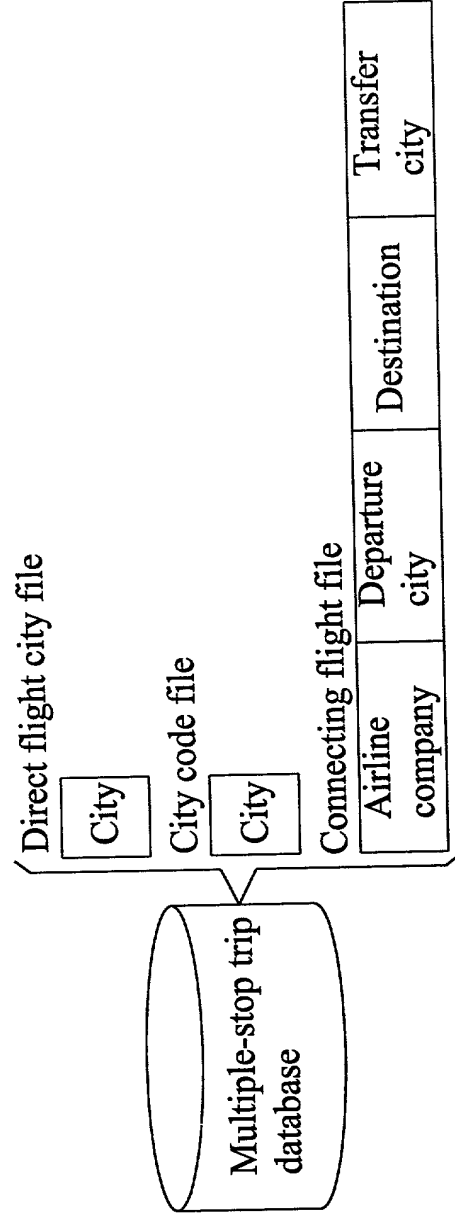 Multiple-stop trip
database
Direct flight city file
City
City code file
City
Connecting flight file
Airline
company
Departure
city
Destination
Transfer
city